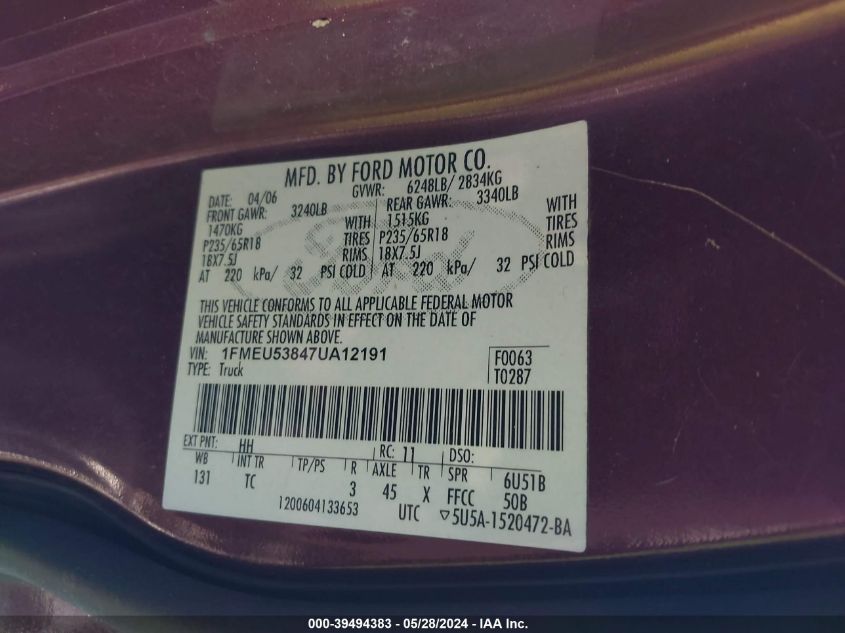 MFD. BY FORD MOTOR CO.
DATE: 04/06 GVWR: 6248LB/ 2834KG
FRONT GAWR: 3240LB REAR GAWR: 3340LB
1470KG WITH 1515KG WITH
P235/65R18 TIRES P235/65R18 TIRES
18X7.5J RIMS 18X7.5J RIMS
AT 220 kPa/ 32 PSI COLD AT 220 kPa/ 32 PSI COLD
THIS VEHICLE CONFORMS TO ALL APPLICABLE FEDERAL MOTOR
VEHICLE SAFETY STANDARDS IN EFFECT ON THE DATE OF
MANUFACTURE SHOWN ABOVE.
VIN: 1FMEU53847UA12191 F0063
TYPE: Truck T0287
EXT PNT: HH RC: 11 DSO:
WB INT TR TP/PS R AXLE TR SPR 6U51B
131 TC 3 45 X FFCC 50B
1200604133653 UTC ▽5U5A-1520472-BA
000-39494383 - 05/28/2024 - IAA Inc.